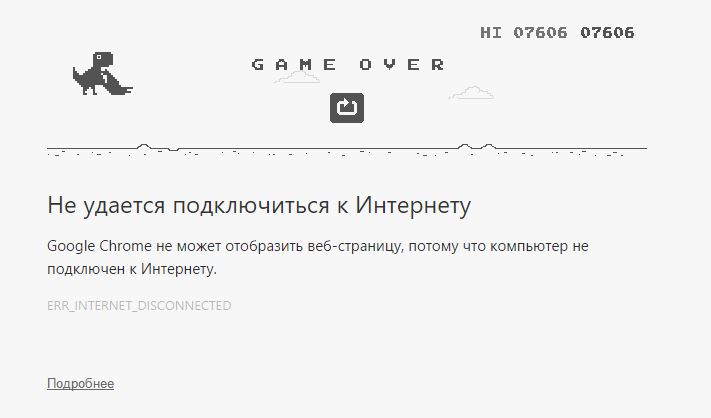 HI 07606 07606
GAME OVER
Не удается подключиться к Интернету
Google Chrome не может отобразить веб-страницу, потому что компьютер не
подключен к Интернету.
ERR_INTERNET_DISCONNECTED
Подробнее